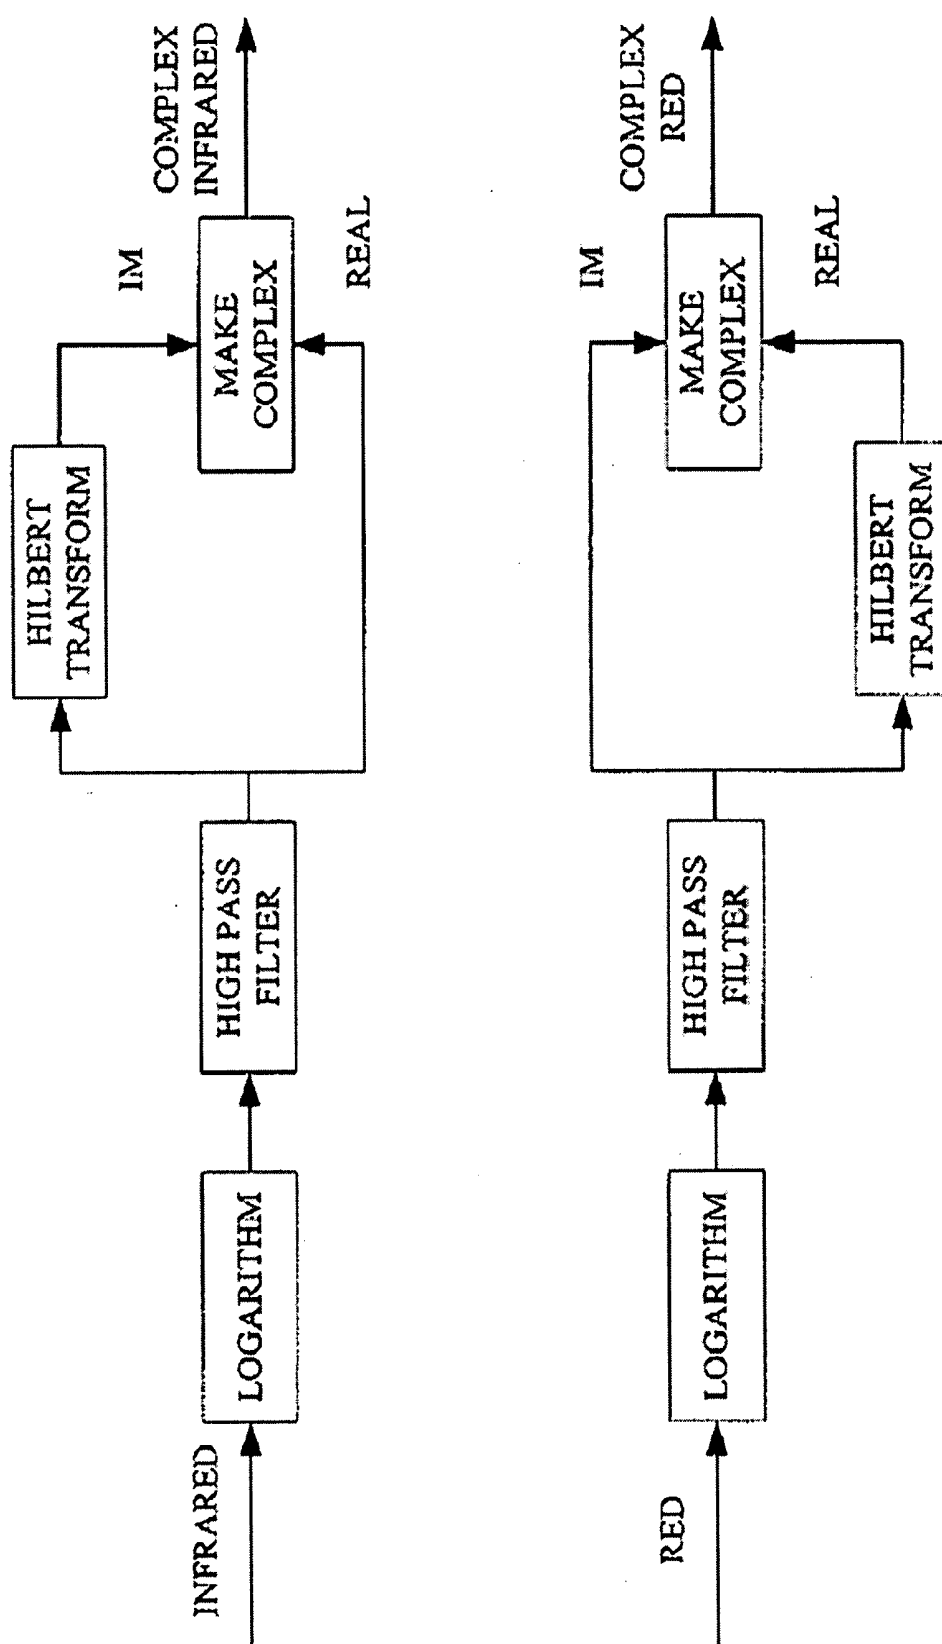 INFRARED
LOGARITHM
HIGH PASS
FILTER
HILBERT
TRANSFORM
IM
MAKE
COMPLEX
REAL
COMPLEX
INFRARED
RED
LOGARITHM
HIGH PASS
FILTER
HILBERT
TRANSFORM
IM
MAKE
COMPLEX
REAL
COMPLEX
RED